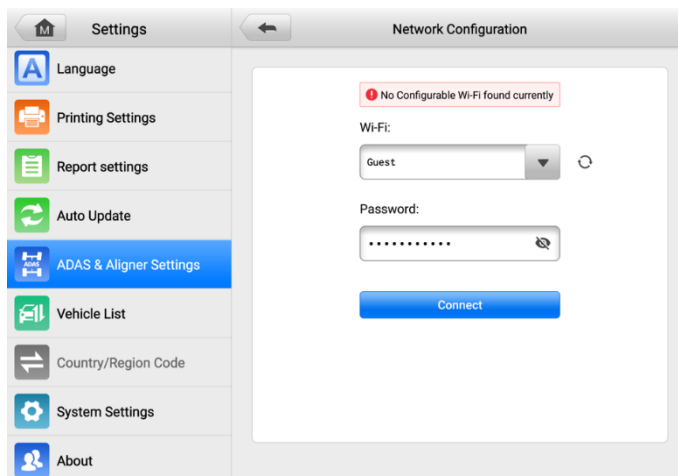 M
Settings
Network Configuration
A
Language
Printing Settings
Report settings
Auto Update
ADAS
ADAS & Aligner Settings
Vehicle List
Country/Region Code
System Settings
About
No Configurable Wi-Fi found currently
Wi-Fi:
Guest
Password:
•••••••••••
Connect